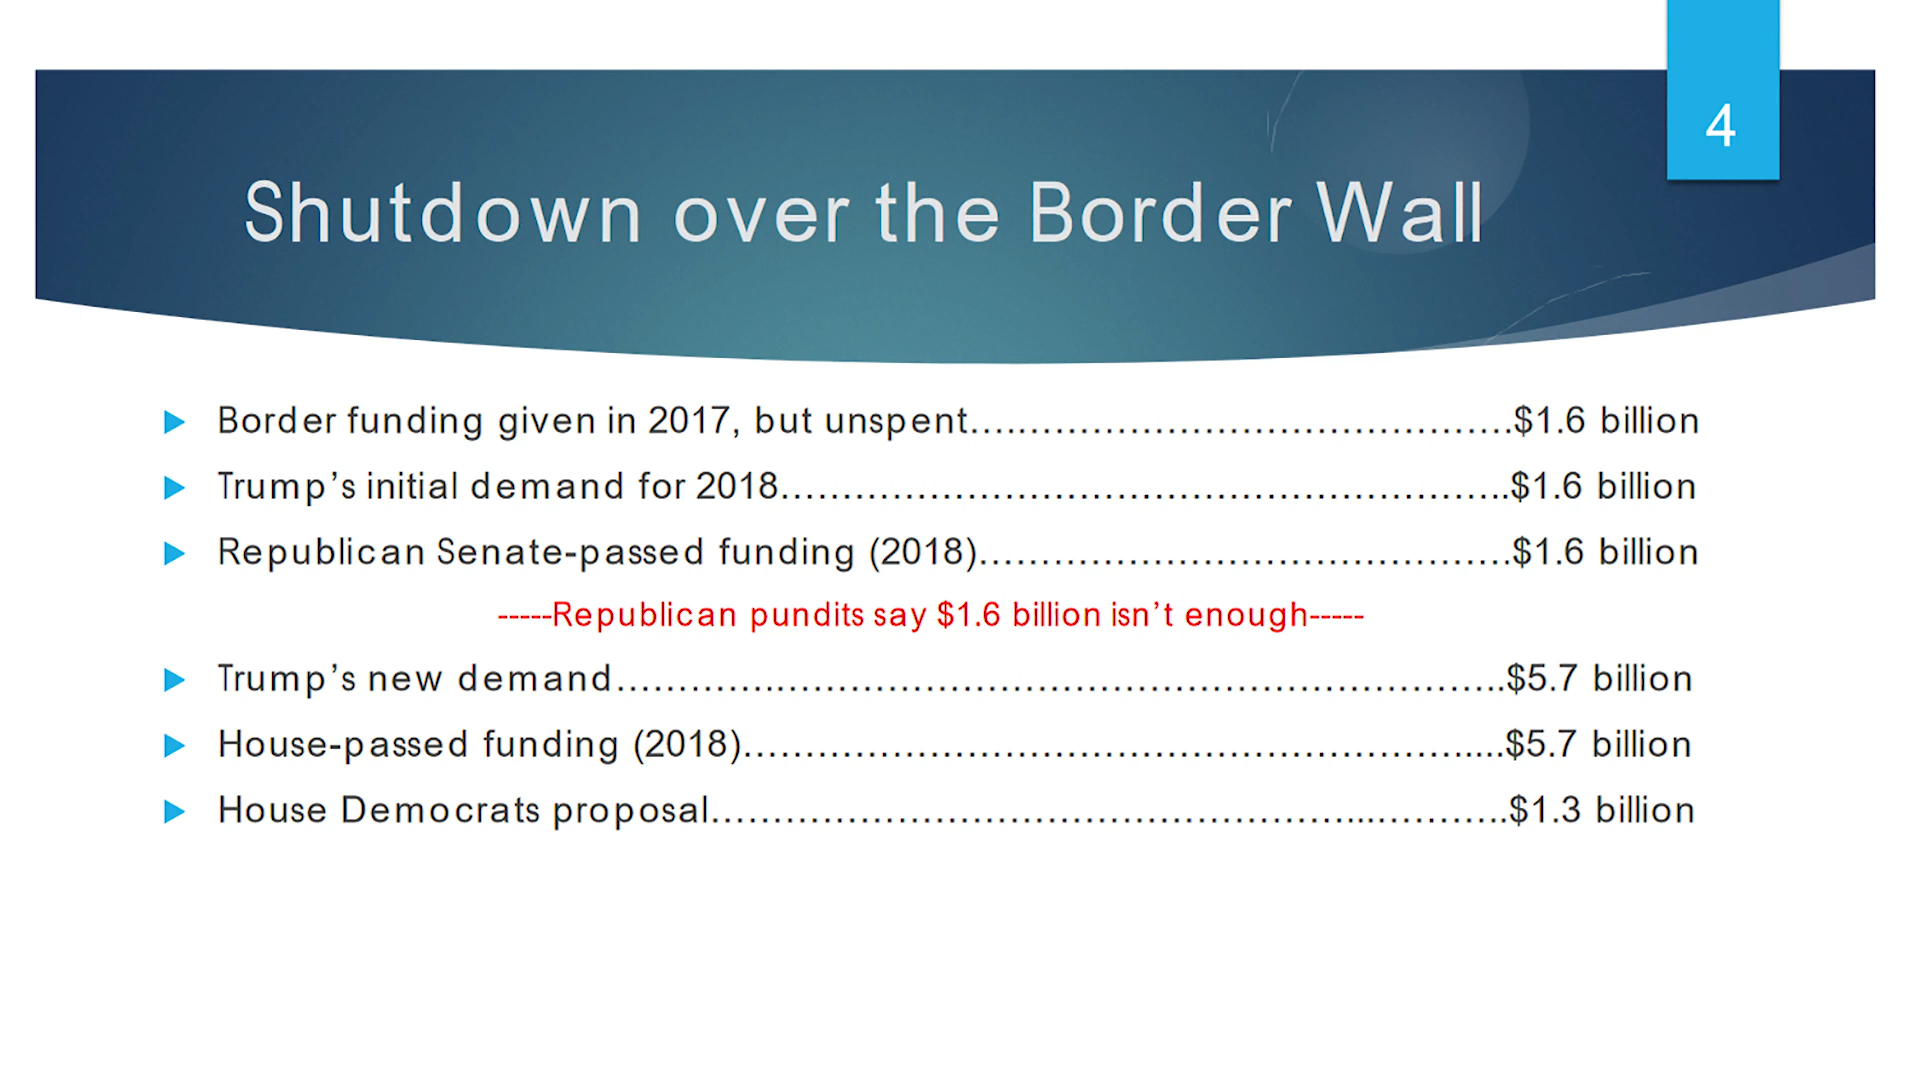 4
Shutdown over the Border Wall
Border funding given in 2017, but unspent....…………………………………….$1.6 billion
Trump’s initial demand for 2018…………………………………………………..$1.6 billion
Republican Senate-passed funding (2018)…………………………………….$1.6 billion
-----Republican pundits say $1.6 billion isn’t enough-----
Trump’s new demand………….…………………………………………………..$5.7 billion
House-passed funding (2018)………………………………………………….....$5.7 billion
House Democrats proposal……………………………………………...……….$1.3 billion